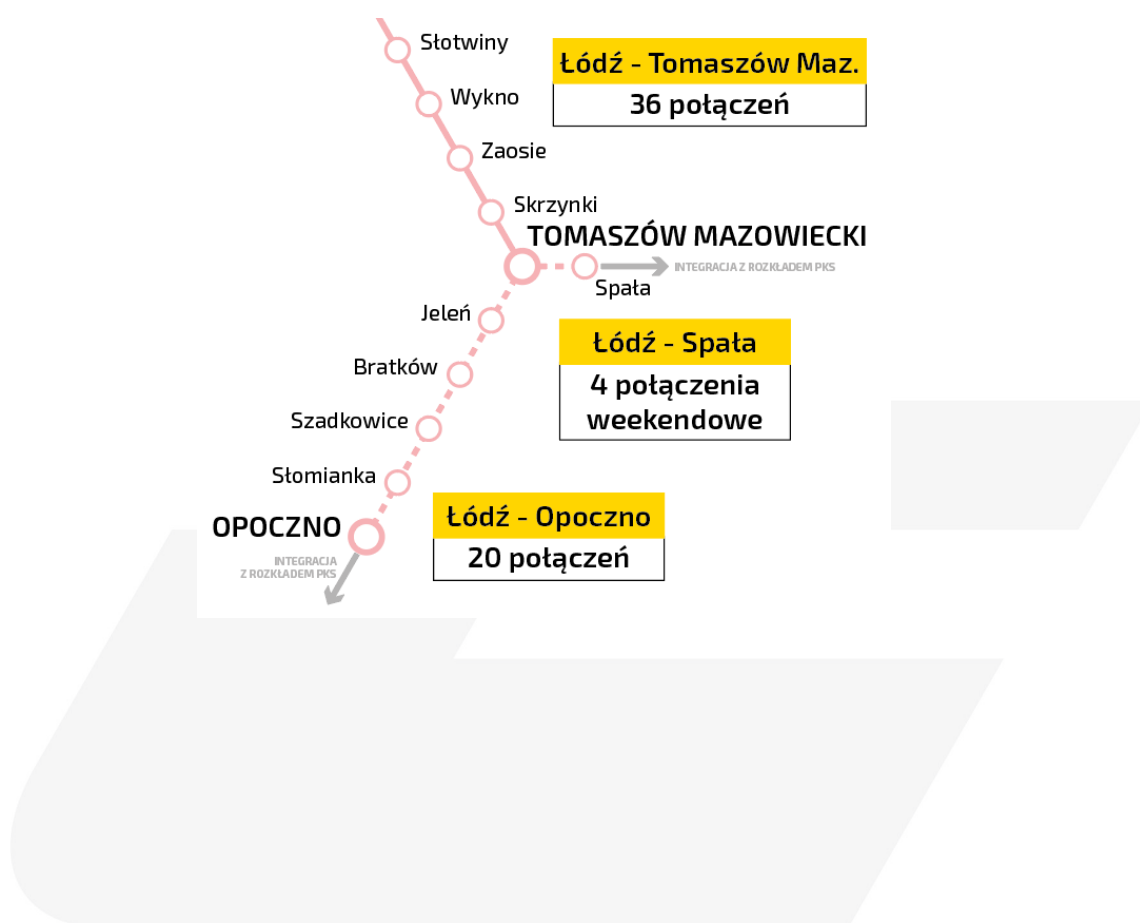 Słotwiny
Łódź - Tomaszów Maz.
36 połączeń
Wykno
Zaosie
Skrzynki
TOMASZÓW MAZOWIECKI
INTEGRACJA Z ROZKŁADEM PKS
Spała
Jeleń
Łódź - Spała
4 połączenia
weekendowe
Bratków
Szadkowice
Słomianka
Łódź - Opoczno
20 połączeń
OPOCZNO
INTEGRACJA
Z ROZKŁADEM PKS